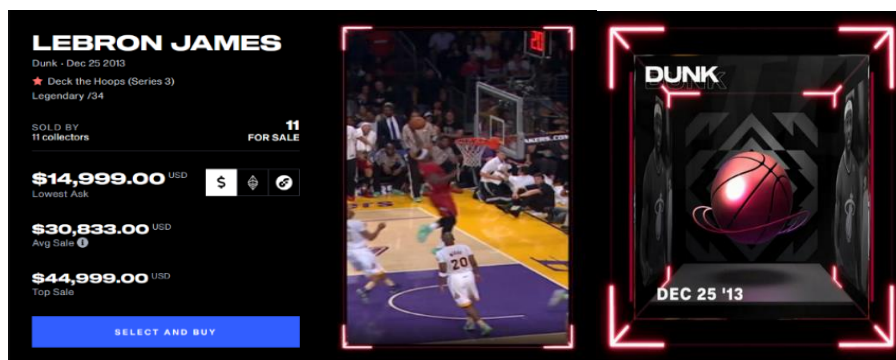 LEBRON JAMES
Dunk · Dec 25 2013
Deck the Hoops (Series 3)
Legendary /34
SOLD BY
11 collectors
11
FOR SALE
$14,999.00 USD
Lowest Ask
$
$30,833.00 USD
Avg Sale i
$44,999.00 USD
Top Sale
SELECT AND BUY
20
DUNK
DEC 25 '13